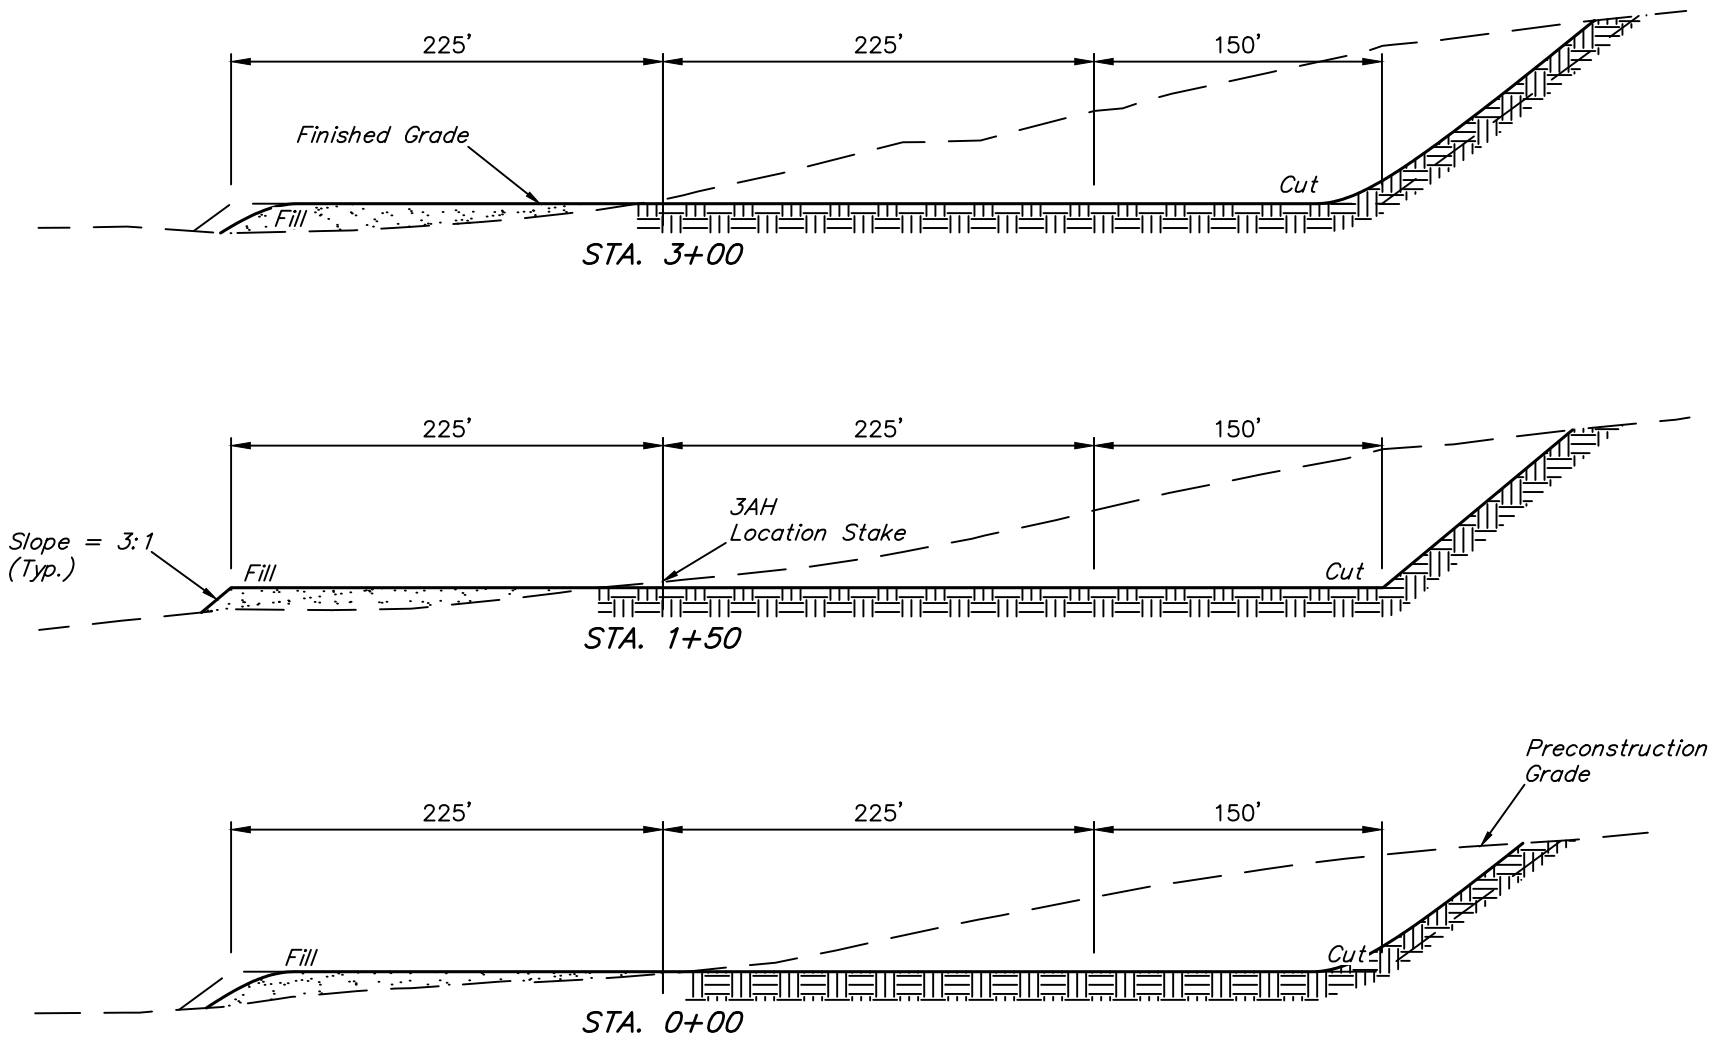 225'
225'
150'
Finished Grade
Cut
Fill
STA. 3+00
225'
225'
150'
3AH
Location Stake
Slope = 3:1
(Typ.)
Fill
Cut
STA. 1+50
Preconstruction
Grade
225'
225'
150'
Fill
Cut
STA. 0+00